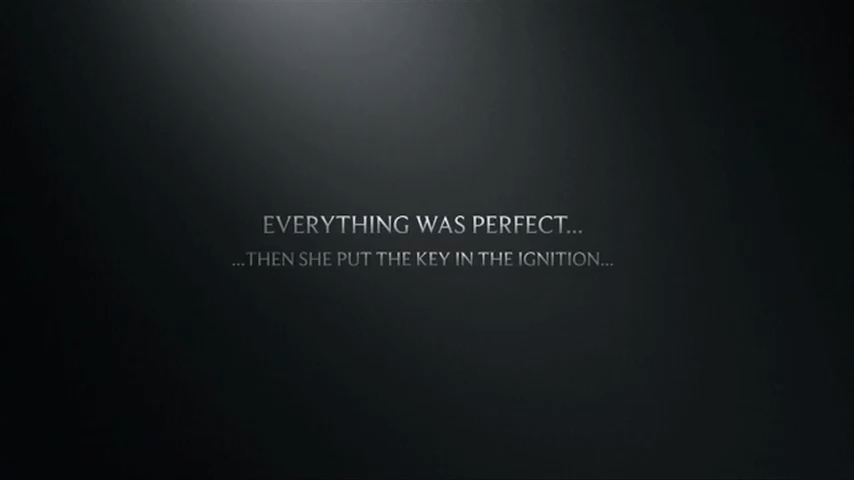 EVERYTHING WAS PERFECT...
...THEN SHE PUT THE KEY IN THE IGNITION...